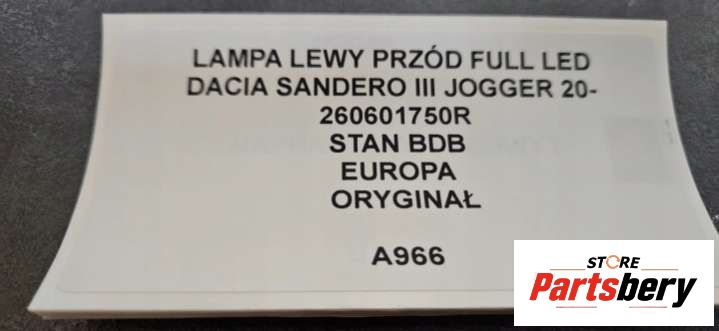 LAMPA LEWY PRZÓD FULL LED
DACIA SANDERO III JOGGER 20-
260601750R
STAN BDB
EUROPA
ORYGINAŁ
A966
STORE
Partsbery